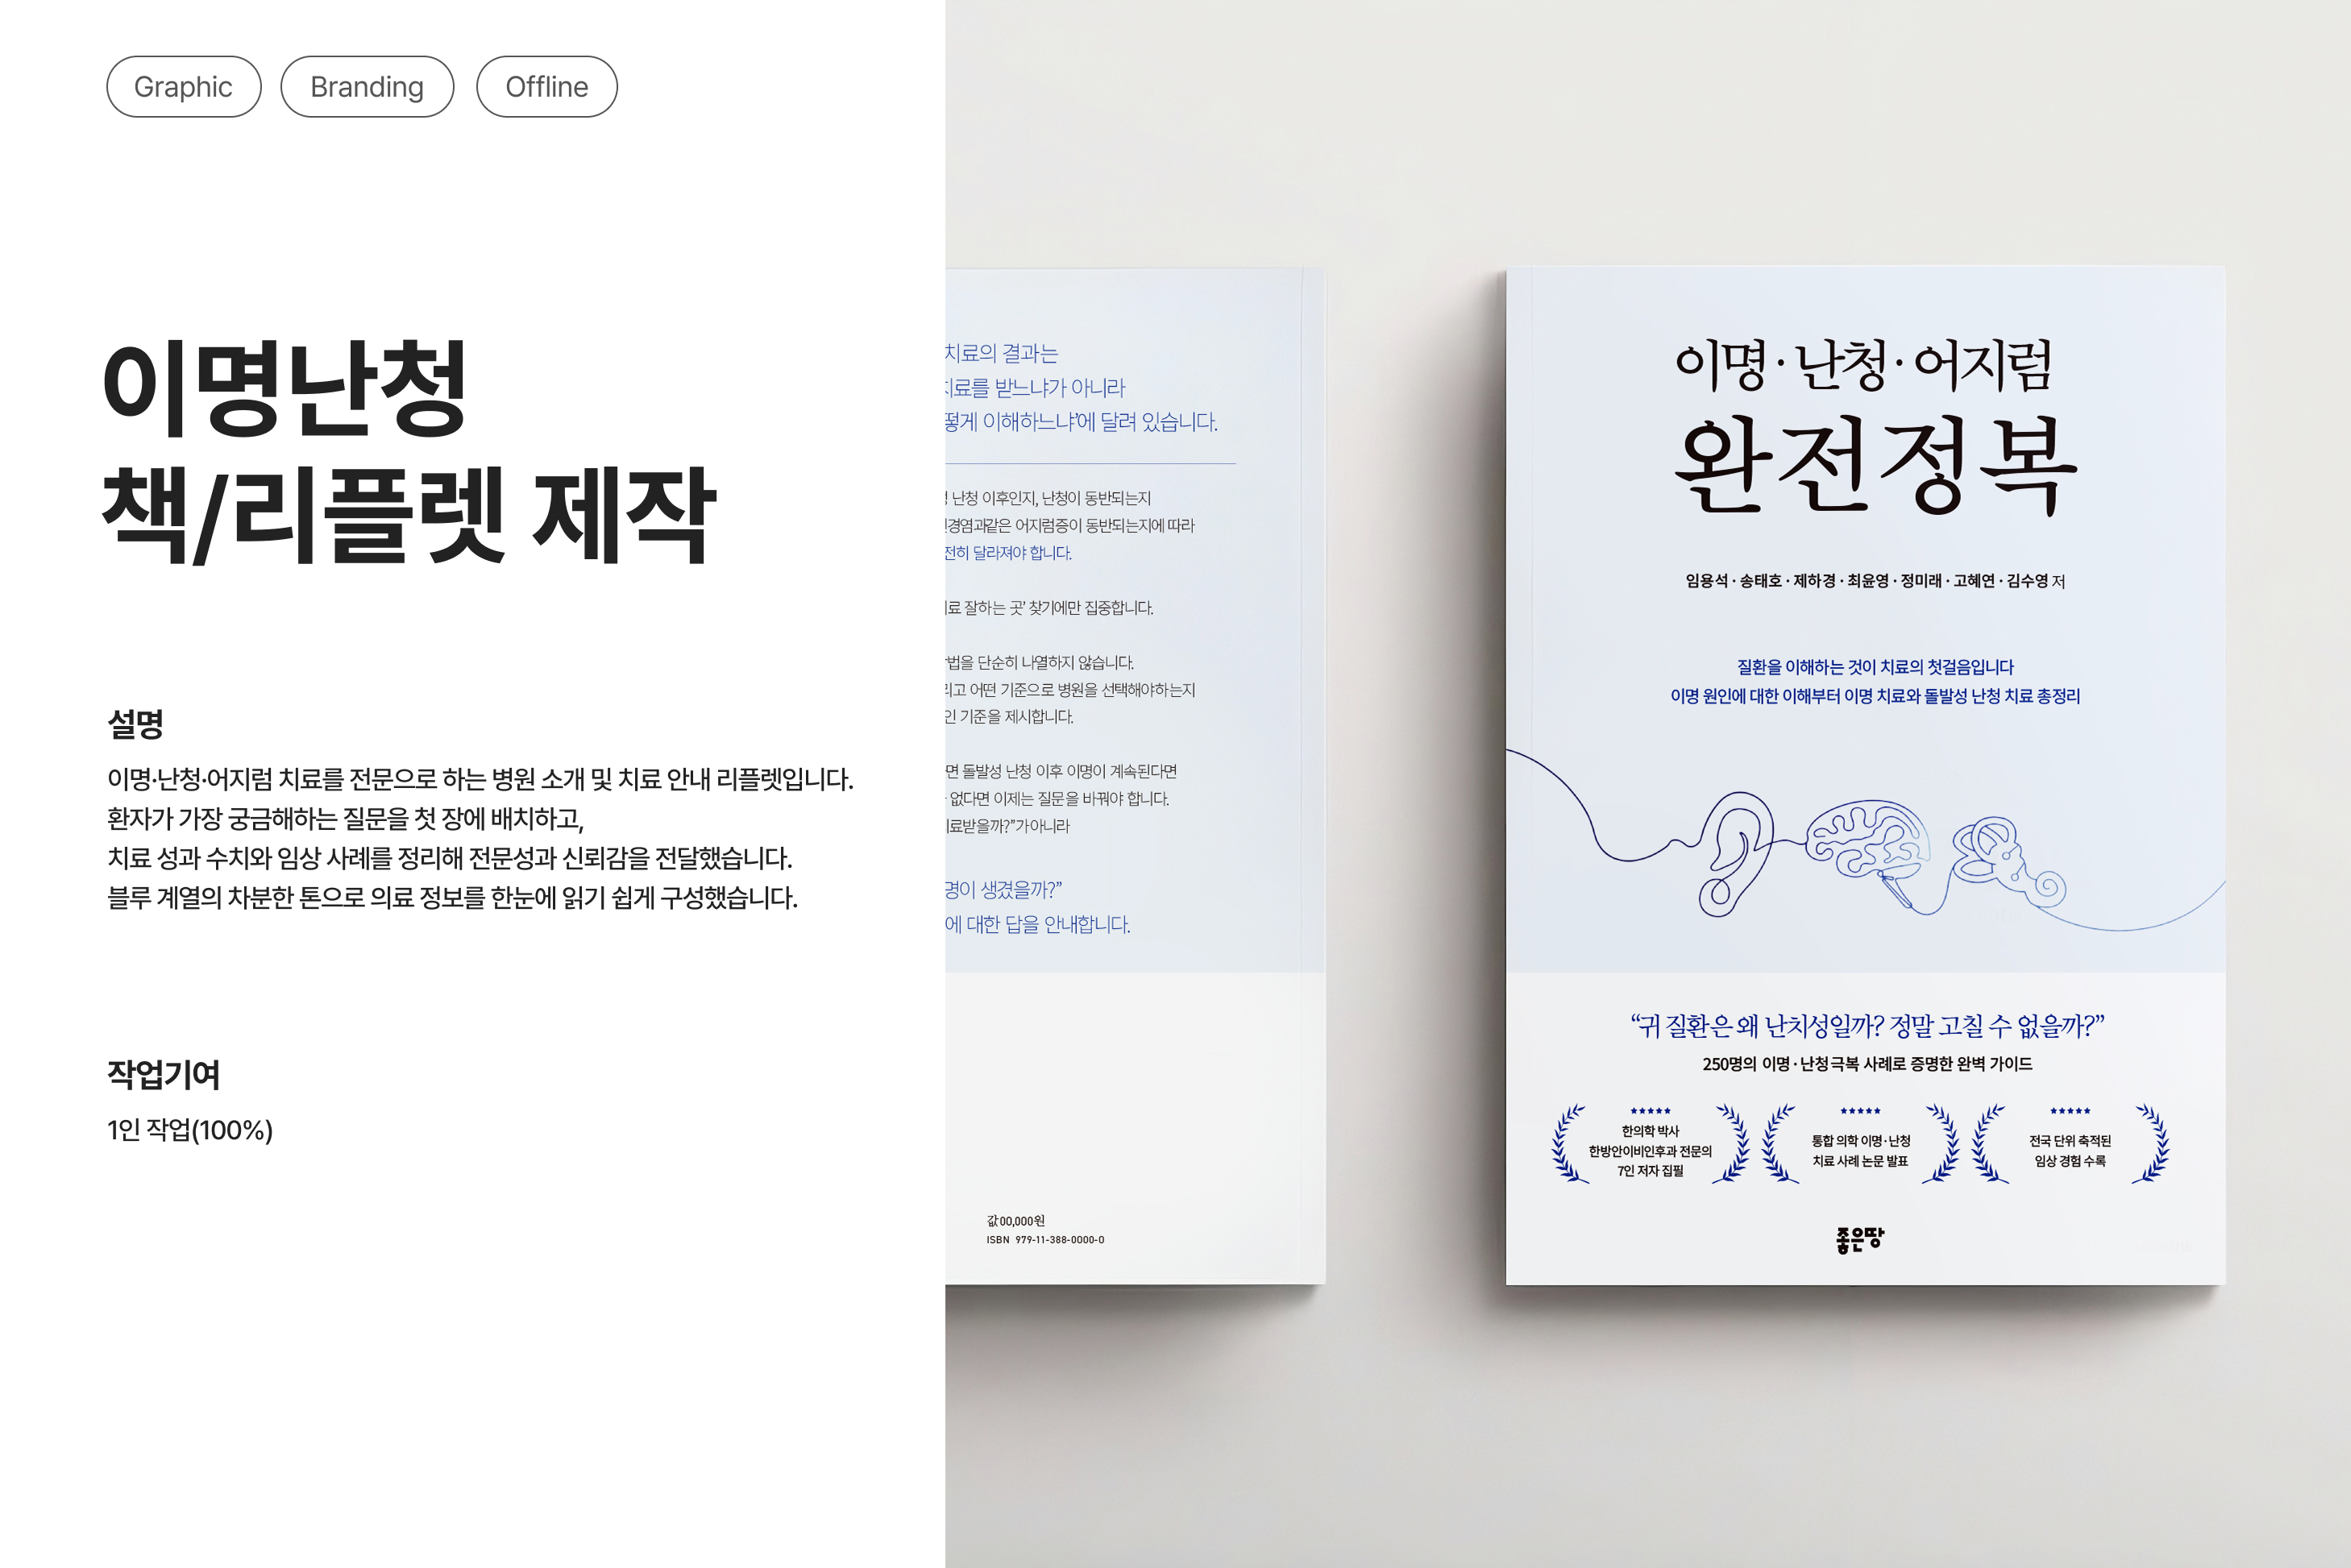 Graphic
Branding
Offline
이명난청
책/리플렛 제작
설명
이명·난청·어지럼 치료를 전문으로 하는 병원 소개 및 치료 안내 리플렛입니다.
환자가 가장 궁금해하는 질문을 첫 장에 배치하고,
치료 성과 수치와 임상 사례를 정리해 전문성과 신뢰감을 전달했습니다.
블루 계열의 차분한 톤으로 의료 정보를 한눈에 읽기 쉽게 구성했습니다.
작업기여
1인 작업(100%)
치료의 결과는
치료를 받느냐가 아니라
떻게 이해하느냐’에 달려 있습니다.
난청 이후인지, 난청이 동반되는지
신경염과같은 어지럼증이 동반되는지에 따라
전히 달라져야 합니다.
료 잘하는 곳’ 찾기에만 집중합니다.
법을 단순히 나열하지 않습니다.
리고 어떤 기준으로 병원을 선택해야하는지
인 기준을 제시합니다.
면 돌발성 난청 이후 이명이 계속된다면
없다면 이제는 질문을 바꿔야 합니다.
료받을까?”가아니라
명이 생겼을까?”
에 대한 답을 안내합니다.
값 00,000원
ISBN 979-11-388-0000-0
이명·난청·어지럼
완전정복
임용석·송태호·제하경·최윤영·정미래·고혜연·김수영 저
질환을 이해하는 것이 치료의 첫걸음입니다
이명 원인에 대한 이해부터 이명 치료와 돌발성 난청 치료 총정리
“귀 질환은 왜 난치성일까? 정말 고칠 수 없을까?”
250명의 이명·난청 극복 사례로 증명한 완벽 가이드
한의학 박사
한방안이비인후과 전문의
7인 저자 집필
통합 의학 이명·난청
치료 사례 논문 발표
전국 단위 축적된
임상 경험 수록
좋은땅